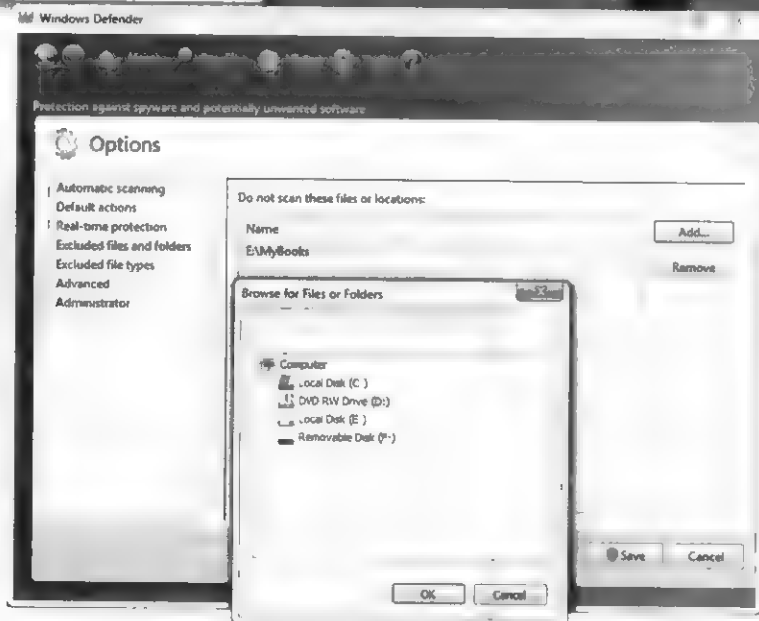 Windows Defender
Protection against spyware and potentially unwanted software
Options
Automatic scanning
Default actions
Real-time protection
Excluded files and folders
Excluded file types
Advanced
Administrator
Do not scan these files or locations:
Name
E:\MyBooks
Add...
Remove
Browse for Files or Folders
Computer
Local Disk (C:)
DVD RW Drive (D:)
Local Disk (E:)
Removable Disk (F:)
OK
Cancel
Save
Cancel